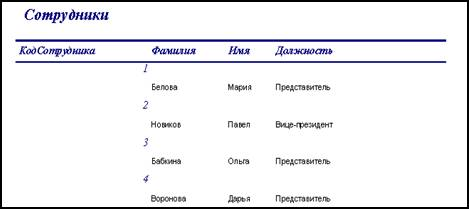 Сотрудники
КодСотрудника Фамилия Имя Должность
1
Белова Мария Представитель
2
Новиков Павел Вице-президент
3
Бабкина Ольга Представитель
4
Воронова Дарья Представитель